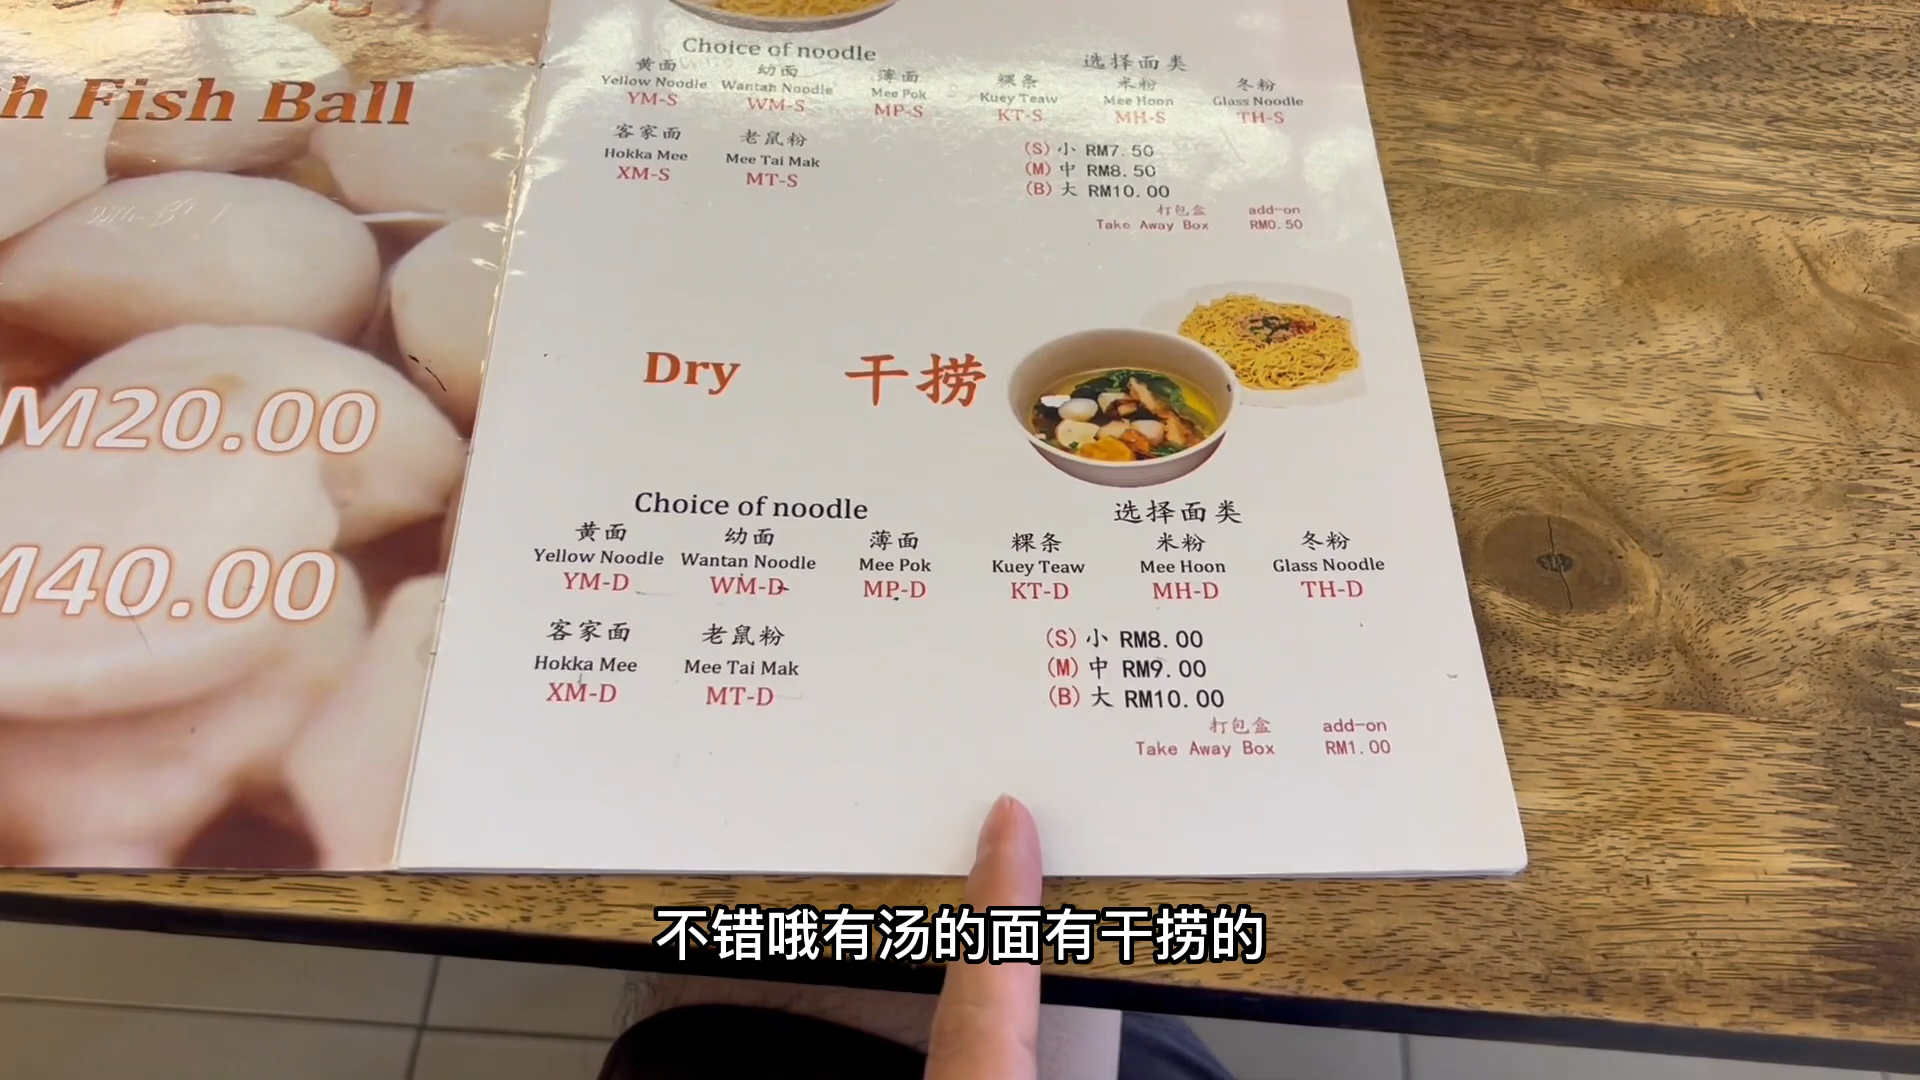 Fish Ball
M20.00
M40.00
Choice of noodle 选择面类
黄面 幼面 薄面 粿条 米粉 冬粉
Yellow Noodle Wantan Noodle Mee Pok Kuey Teaw Mee Hoon Glass Noodle
YM-S WM-S MP-S KT-S MH-S TH-S
客家面 老鼠粉
Hokka Mee Mee Tai Mak
XM-S MT-S
(S) 小 RM7.50
(M) 中 RM8.50
(B) 大 RM10.00
打包盒 add-on
Take Away Box RM0.50
Dry 干捞
Choice of noodle 选择面类
黄面 幼面 薄面 粿条 米粉 冬粉
Yellow Noodle Wantan Noodle Mee Pok Kuey Teaw Mee Hoon Glass Noodle
YM-D WM-D MP-D KT-D MH-D TH-D
客家面 老鼠粉
Hokka Mee Mee Tai Mak
XM-D MT-D
(S) 小 RM8.00
(M) 中 RM9.00
(B) 大 RM10.00
打包盒 add-on
Take Away Box RM1.00
不错哦有汤的面有干捞的